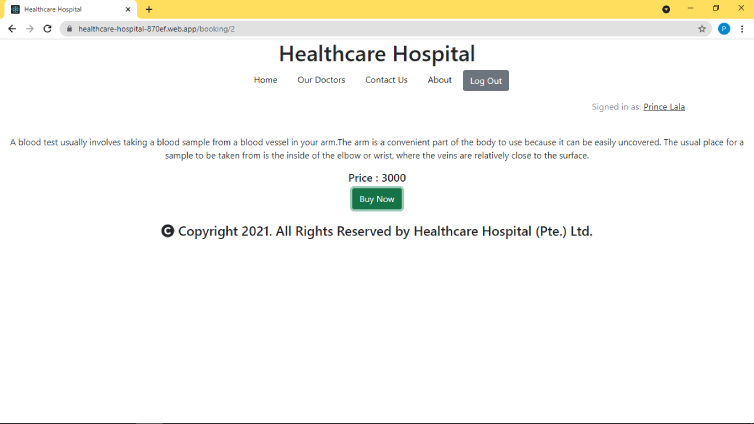 Healthcare Hospital
healthcare-hospital-870ef.web.app/booking/2
P
Healthcare Hospital
Home Our Doctors Contact Us About Log Out
Signed in as: Prince Lala
A blood test usually involves taking a blood sample from a blood vessel in your arm.The arm is a convenient part of the body to use because it can be easily uncovered. The usual place for a
sample to be taken from is the inside of the elbow or wrist, where the veins are relatively close to the surface.
Price : 3000
Buy Now
C Copyright 2021. All Rights Reserved by Healthcare Hospital (Pte.) Ltd.